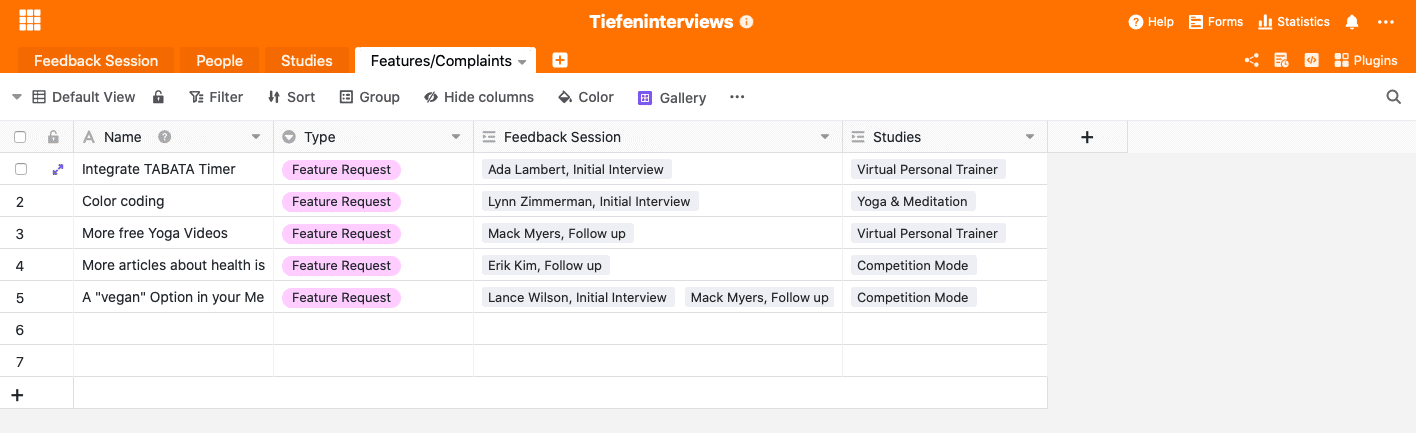 Tiefeninterviews
Help Forms Statistics
Feedback Session People Studies Features/Complaints
Plugins
Default View Filter Sort Group Hide columns Color Gallery
Name Type Feedback Session Studies
Integrate TABATA Timer Feature Request Ada Lambert, Initial Interview Virtual Personal Trainer
2 Color coding Feature Request Lynn Zimmerman, Initial Interview Yoga & Meditation
3 More free Yoga Videos Feature Request Mack Myers, Follow up Virtual Personal Trainer
4 More articles about health is Feature Request Erik Kim, Follow up Competition Mode
5 A "vegan" Option in your Me Feature Request Lance Wilson, Initial Interview Mack Myers, Follow up Competition Mode
6
7